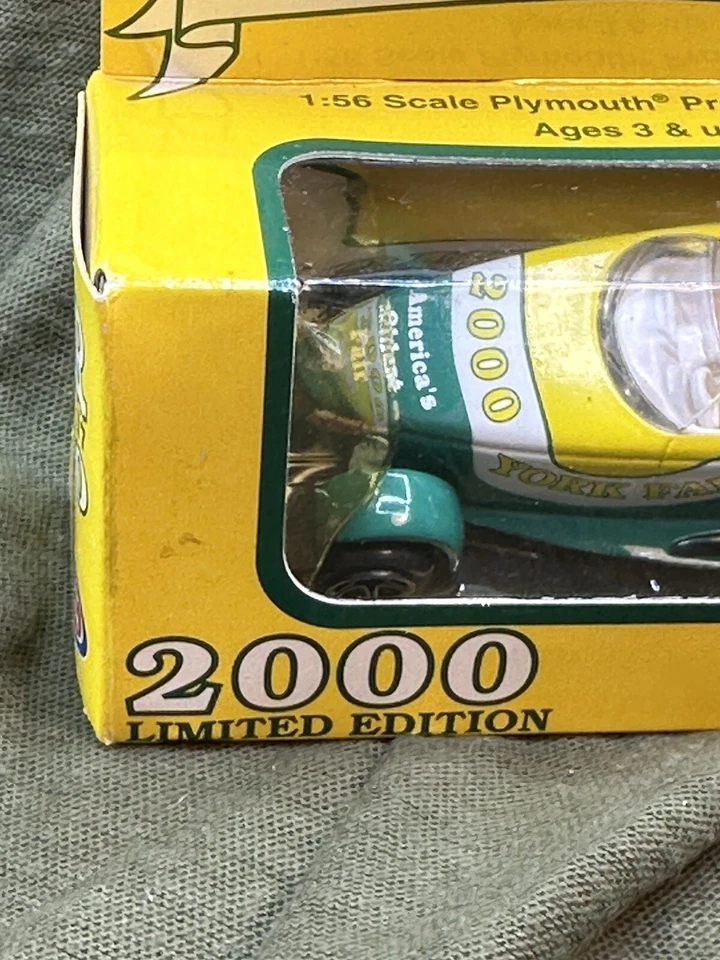 1:56 Scale Plymouth® Pr
Ages 3 & u
America's
Oldest
Fair
2000
YORK FA
2000
LIMITED EDITION